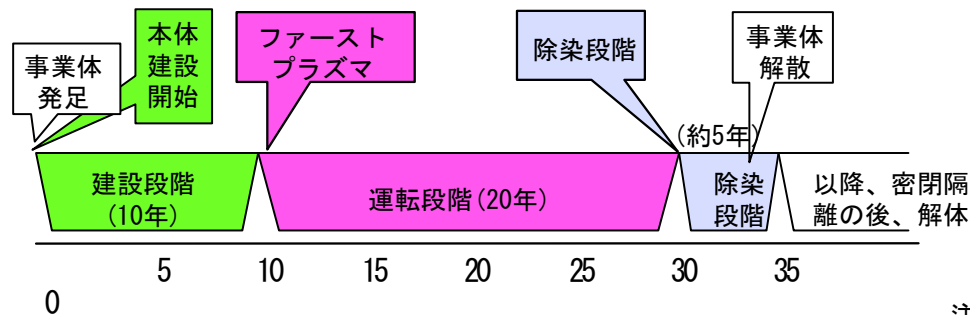 事業体
発足
本体
建設
開始
ファースト
プラズマ
除染段階
事業体
解散
(約5年)
建設段階
(10年)
運転段階(20年)
除染
段階
以降、密閉隔
離の後、解体
5 10 15 20 25 30 35
0
注